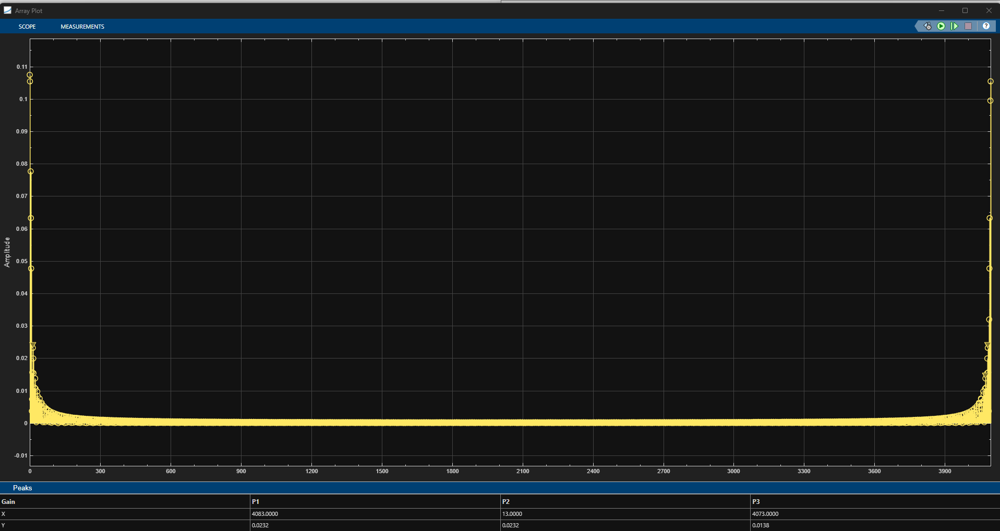 Array Plot
SCOPE MEASUREMENTS
?
0.11
0.1
0.09
0.08
0.07
0.06
0.05
0.04
0.03
0.02
0.01
0
-0.01
Amplitude
0 300 600 900 1200 1500 1800 2100 2400 2700 3000 3300 3600 3900
Peaks
Gain P1 P2 P3
X 4083.0000 13.0000 4073.0000
Y 0.0232 0.0232 0.0138